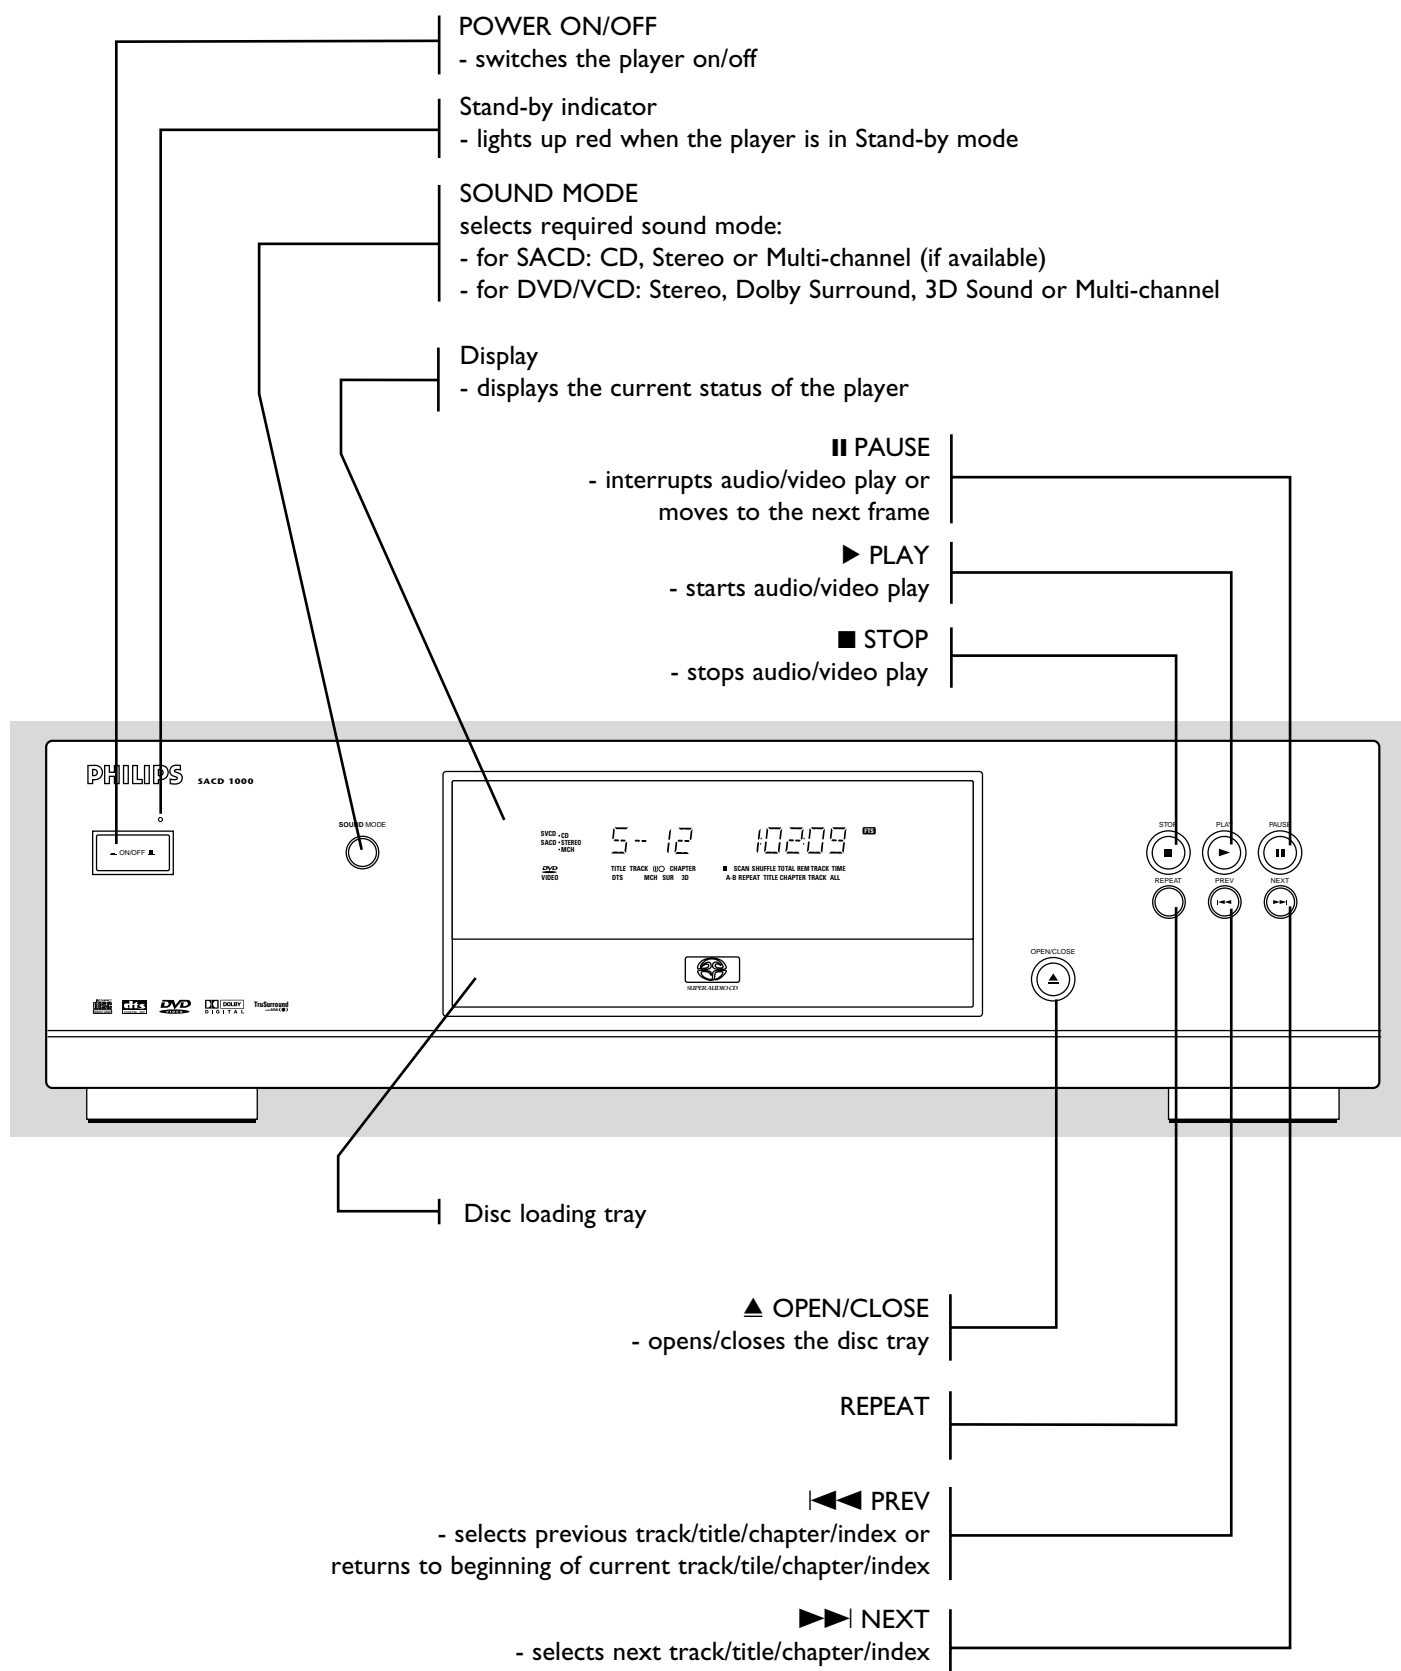 POWER ON/OFF
- switches the player on/off
Stand-by indicator
- lights up red when the player is in Stand-by mode
SOUND MODE
selects required sound mode:
- for SACD: CD, Stereo or Multi-channel (if available)
- for DVD/VCD: Stereo, Dolby Surround, 3D Sound or Multi-channel
Display
- displays the current status of the player
PAUSE
- interrupts audio/video play or
moves to the next frame
PLAY
- starts audio/video play
STOP
- stops audio/video play
PHILIPS SACD 1000
ON/OFF
SOUND MODE
SVCD • CD
SACD • STEREO
• MCH
DVD
VIDEO
5-12 10209 FTS
TITLE TRACK CHAPTER
DTS MCH SUR 3D
SCAN SHUFFLE TOTAL REM TRACK TIME
A-B REPEAT TITLE CHAPTER TRACK ALL
STOP PLAY PAUSE
REPEAT PREV NEXT
OPEN/CLOSE
SUPER AUDIO CD
disc dts DVD VIDEO DOLBY DIGITAL TruSurround
Disc loading tray
OPEN/CLOSE
- opens/closes the disc tray
REPEAT
PREV
- selects previous track/title/chapter/index or
returns to beginning of current track/tile/chapter/index
NEXT
- selects next track/title/chapter/index